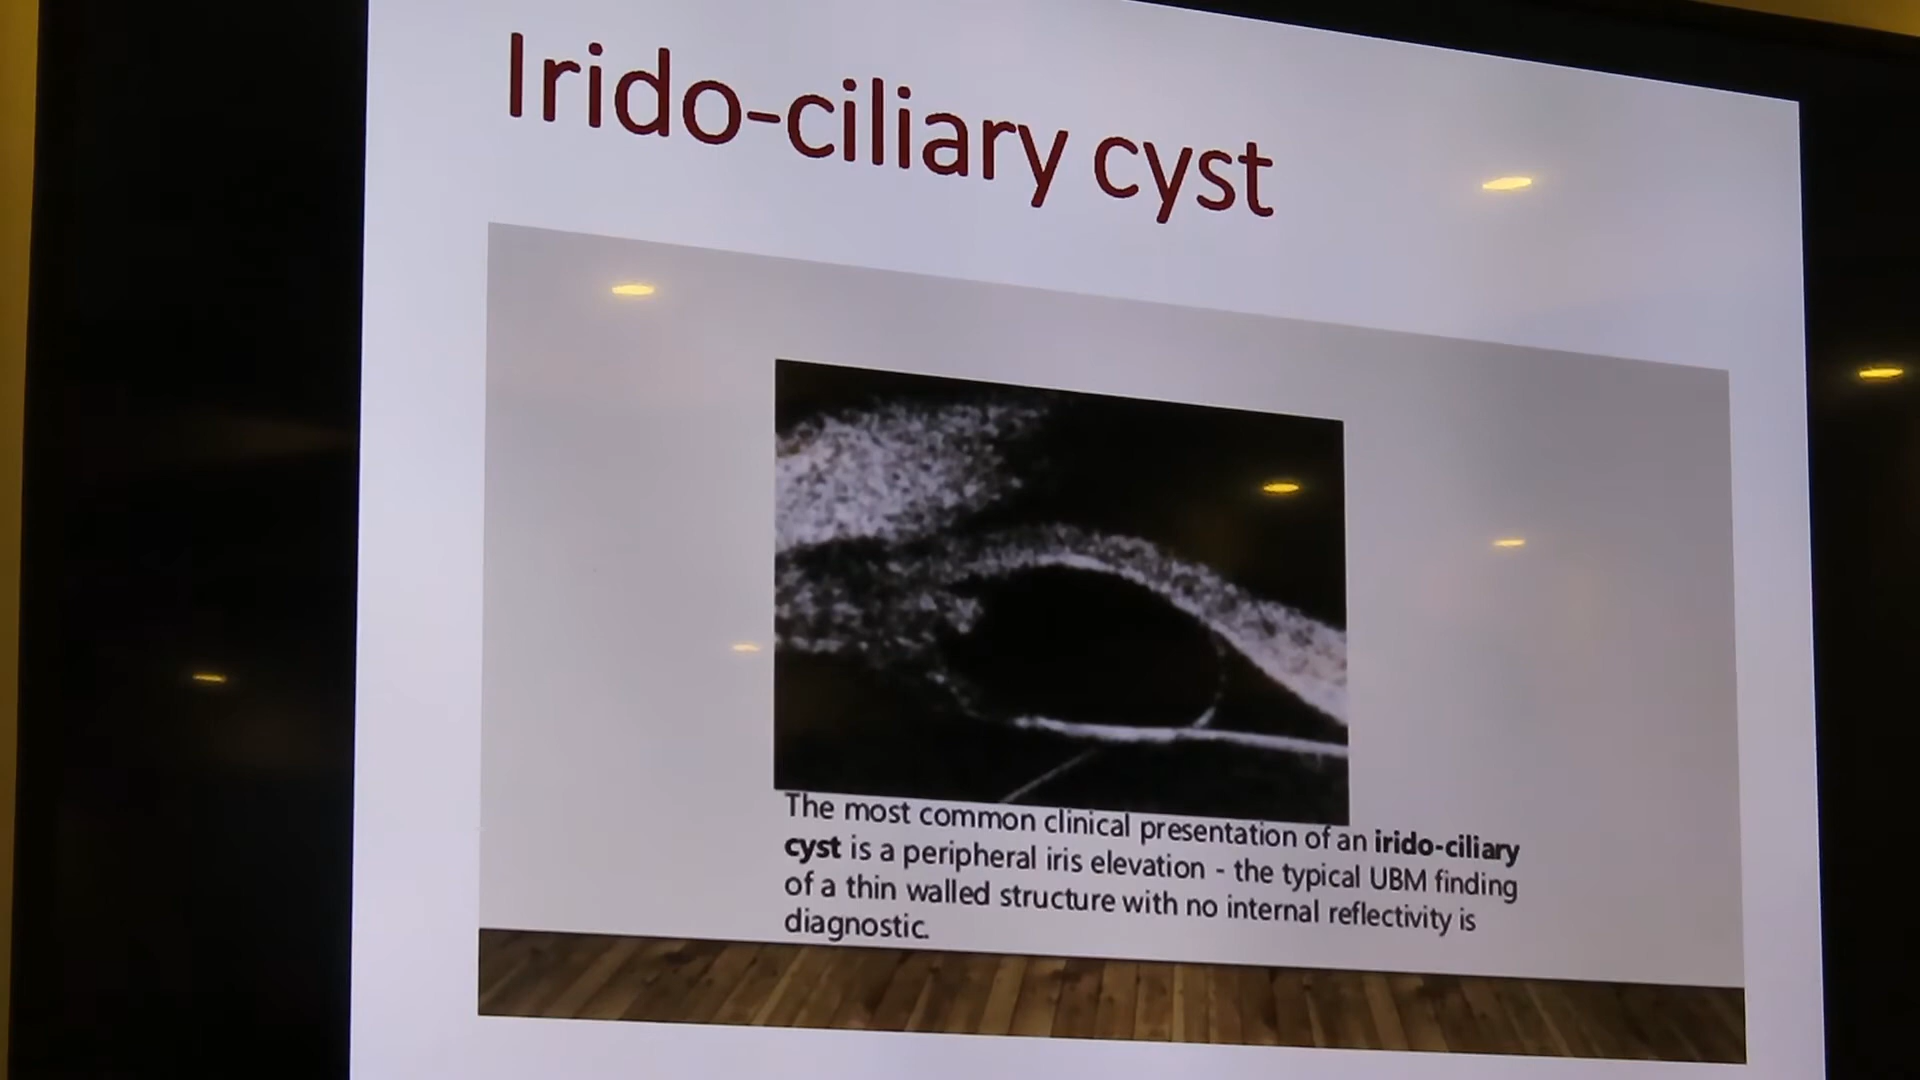 Irido-ciliary cyst
The most common clinical presentation of an irido-ciliary
cyst is a peripheral iris elevation - the typical UBM finding
of a thin walled structure with no internal reflectivity is
diagnostic.